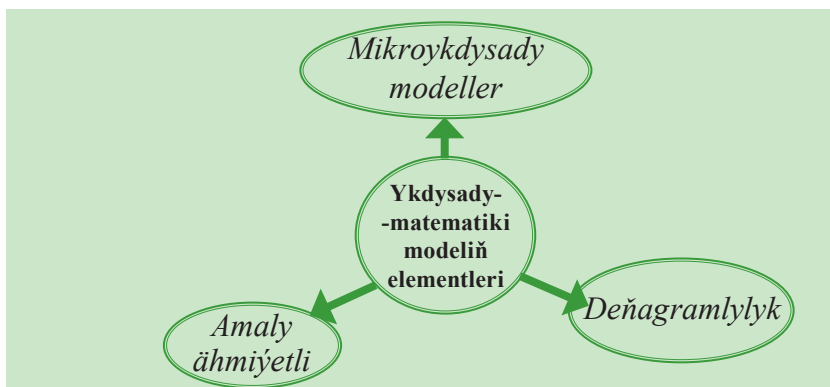 Mikroykdysady
modeller
Ykdysady-
-matematiki
modeliň
elementleri
Amaly
ähmiýetli
Deňagramlylyk